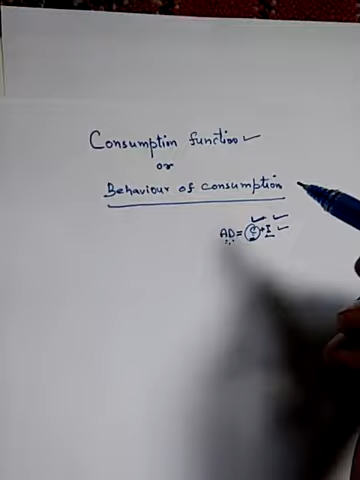 Consumption function ✓
or
Behaviour of consumption
AD = C + I